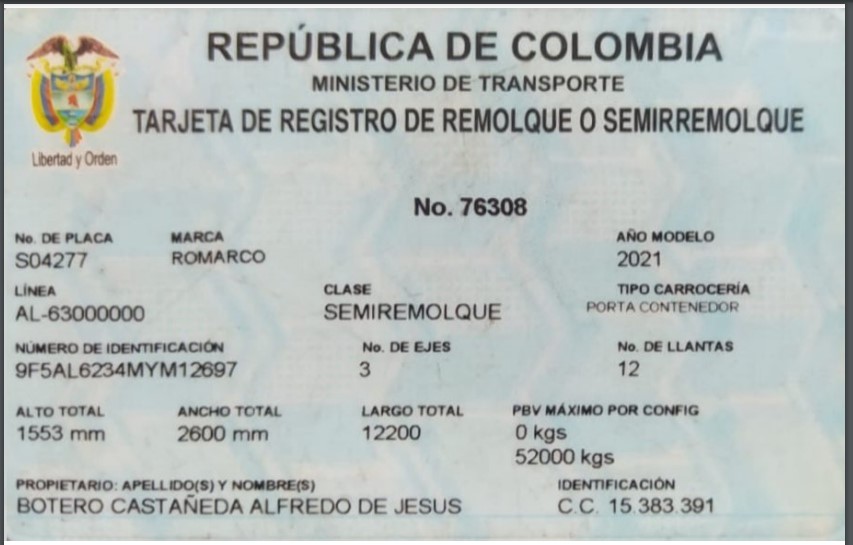 REPÚBLICA DE COLOMBIA
MINISTERIO DE TRANSPORTE
TARJETA DE REGISTRO DE REMOLQUE O SEMIRREMOLQUE
Libertad y Orden
No. 76308
No. DE PLACA MARCA AÑO MODELO
S04277 ROMARCO 2021
LÍNEA CLASE TIPO CARROCERÍA
AL-63000000 SEMIREMOLQUE PORTA CONTENEDOR
NÚMERO DE IDENTIFICACIÓN No. DE EJES No. DE LLANTAS
9F5AL6234MYM12697 3 12
ALTO TOTAL ANCHO TOTAL LARGO TOTAL PBV MÁXIMO POR CONFIG
1553 mm 2600 mm 12200 0 kgs
52000 kgs
PROPIETARIO: APELLIDO(S) Y NOMBRE(S) IDENTIFICACIÓN
BOTERO CASTAÑEDA ALFREDO DE JESUS C.C. 15.383.391